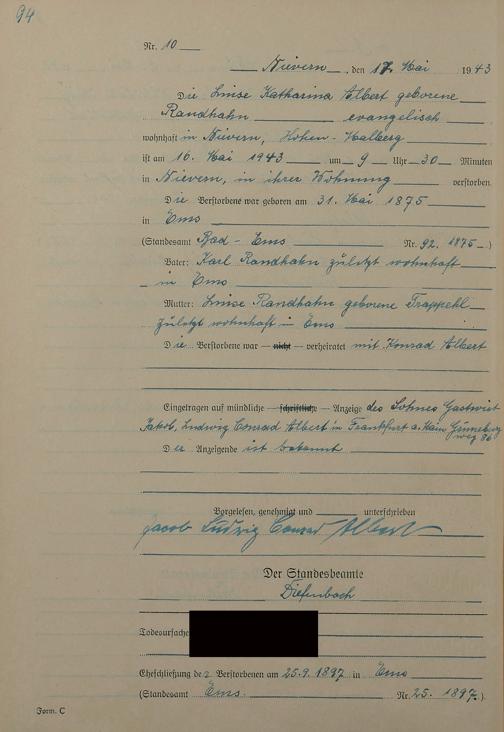 94
Nr. 10
Nievern, den 17. Mai 1943
Die Luise Katharina Albert geborene
Randhahn evangelisch
wohnhaft in Nievern, Hohen-Malberg
ist am 16. Mai 1943 um 9 Uhr 30 Minuten
in Nievern, in ihrer Wohnung verstorben.
Die Verstorbene war geboren am 31. Mai 1875
in Ems
(Standesamt Bad-Ems Nr. 92. 1875)
Vater: Karl Randhahn zuletzt wohnhaft
in Ems
Mutter: Luise Randhahn geborene Trappehl
zuletzt wohnhaft in Ems
Die Verstorbene war — nicht — verheiratet mit Konrad Albert
Eingetragen auf mündliche — schriftliche — Anzeige des Sohnes Gastwirt
Jakob, Ludwig Conrad Albert in Frankfurt a. Main
weg 86
Der Anzeigende ist bekannt
Vorgelesen, genehmigt und unterschrieben
Jacob Ludwig Conrad Albert
Der Standesbeamte
Diefenbach
Todesursache
Eheschließung der Verstorbenen am 25.9.1897 in Ems
(Standesamt Ems. Nr. 25. 1897.)
Form. C